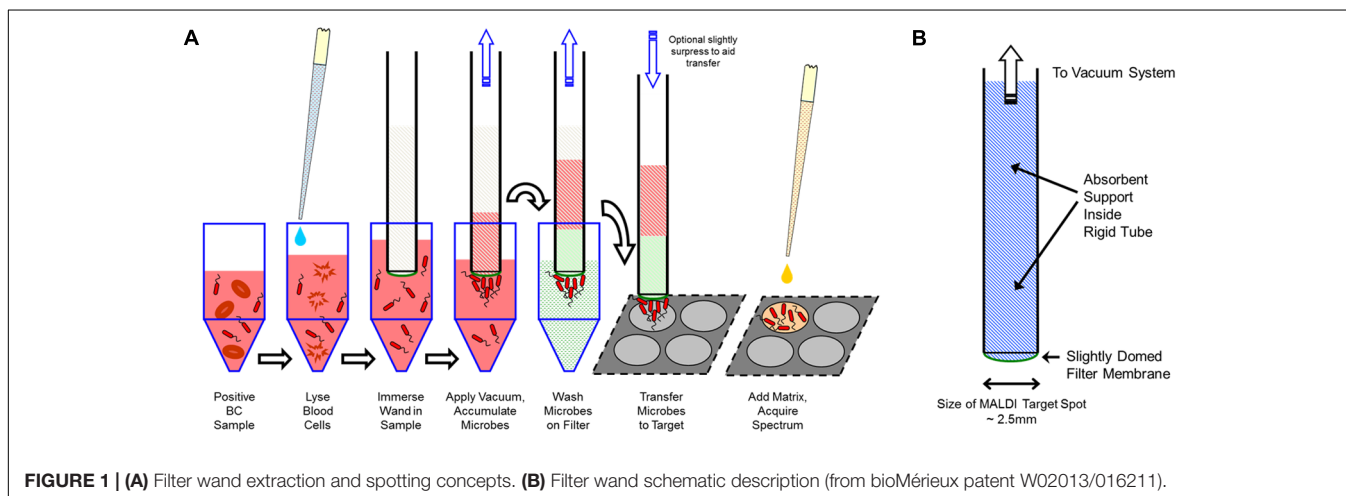 A
Optional slightly
surpress to aid
transfer
Positive
BC
Sample
Lyse
Blood
Cells
Immerse
Wand in
Sample
Apply Vacuum,
Accumulate
Microbes
Wash
Microbes
on Filter
Transfer
Microbes
to Target
Add Matrix,
Acquire
Spectrum
B
To Vacuum System
Absorbent
Support
Inside
Rigid Tube
Slightly Domed
Filter Membrane
Size of MALDI Target Spot
~ 2.5mm
FIGURE 1 | (A) Filter wand extraction and spotting concepts. (B) Filter wand schematic description (from bioMérieux patent W02013/016211).